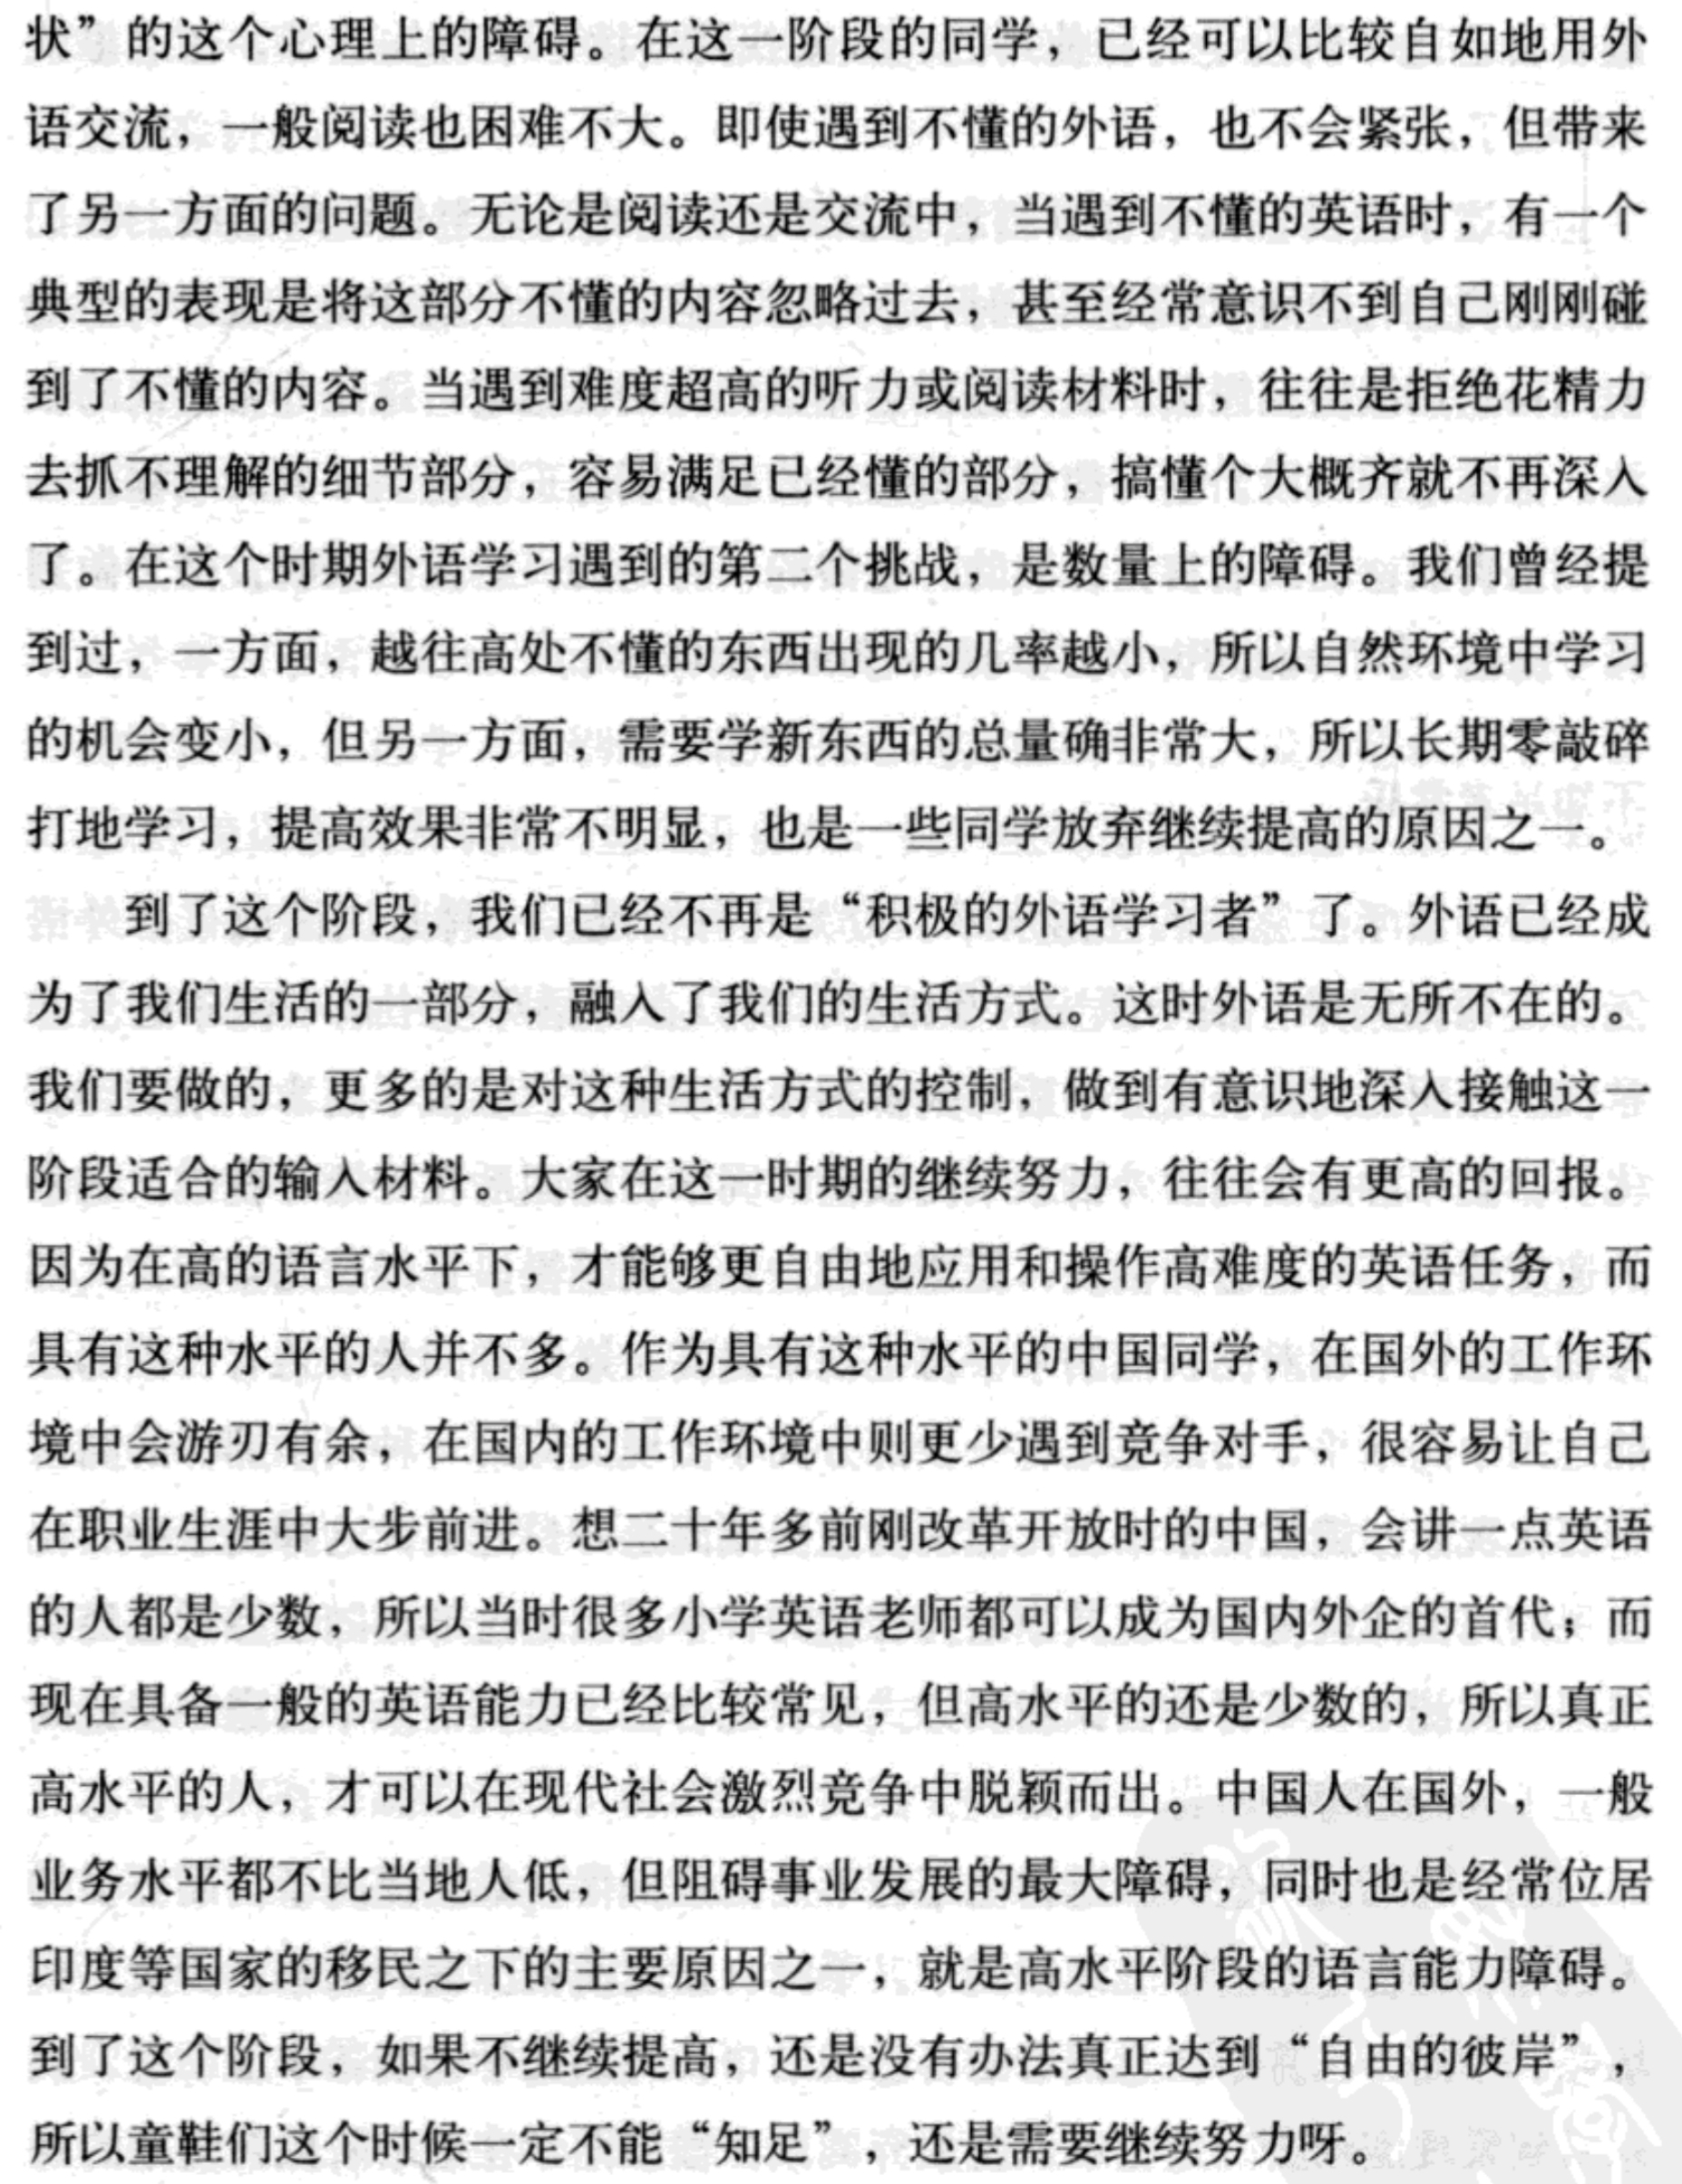 状”的这个心理上的障碍。在这一阶段的同学，已经可以比较自如地用外
语交流，一般阅读也困难不大。即使遇到不懂的外语，也不会紧张，但带来
了另一方面的问题。无论是阅读还是交流中，当遇到不懂的英语时，有一个
典型的表现是将这部分不懂的内容忽略过去，甚至经常意识不到自己刚刚碰
到了不懂的内容。当遇到难度超高的听力或阅读材料时，往往是拒绝花精力
去抓不理解的细节部分，容易满足已经懂的部分，搞懂个大概齐就不再深入
了。在这个时期外语学习遇到的第二个挑战，是数量上的障碍。我们曾经提
到过，一方面，越往高处不懂的东西出现的几率越小，所以自然环境中学习
的机会变小，但另一方面，需要学新东西的总量确非常大，所以长期零敲碎
打地学习，提高效果非常不明显，也是一些同学放弃继续提高的原因之一。
到了这个阶段，我们已经不再是“积极的外语学习者”了。外语已经成
为了我们生活的一部分，融入了我们的生活方式。这时外语是无所不在的。
我们要做的，更多的是对这种生活方式的控制，做到有意识地深入接触这一
阶段适合的输入材料。大家在这一时期的继续努力，往往会有更高的回报。
因为在高的语言水平下，才能够更自由地应用和操作高难度的英语任务，而
具有这种水平的人并不多。作为具有这种水平的中国同学，在国外的工作环
境中会游刃有余，在国内的工作环境中则更少遇到竞争对手，很容易让自己
在职业生涯中大步前进。想二十年多前刚改革开放时的中国，会讲一点英语
的人都是少数，所以当时很多小学英语老师都可以成为国内外企的首代；而
现在具备一般的英语能力已经比较常见，但高水平的还是少数的，所以真正
高水平的人，才可以在现代社会激烈竞争中脱颖而出。中国人在国外，一般
业务水平都不比当地人低，但阻碍事业发展的最大障碍，同时也是经常位居
印度等国家的移民之下的主要原因之一，就是高水平阶段的语言能力障碍。
到了这个阶段，如果不继续提高，还是没有办法真正达到“自由的彼岸”，
所以童鞋们这个时候一定不能“知足”，还是需要继续努力呀。